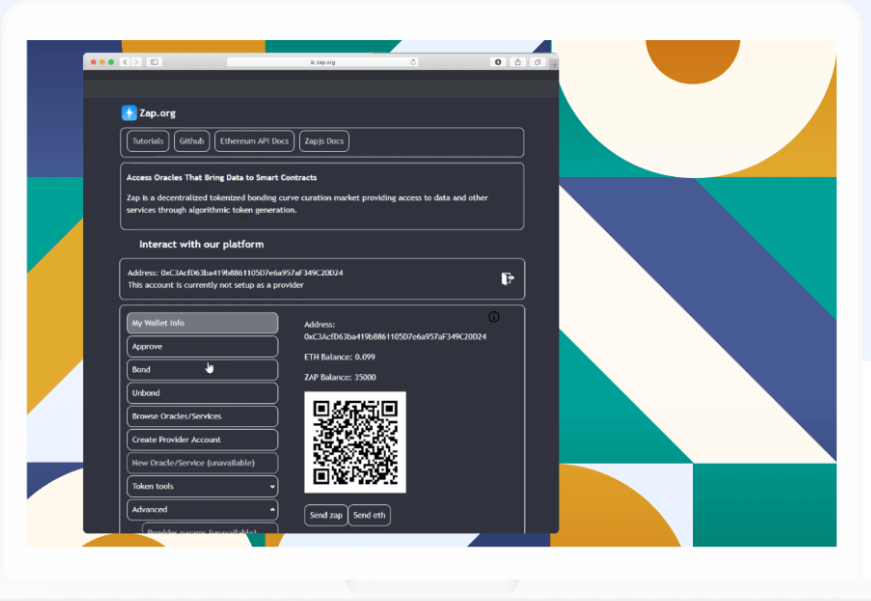 zap.org
Zap.org
Tutorials
Github
Ethereum API Docs
Zapjs Docs
Access Oracles That Bring Data to Smart Contracts
Zap is a decentralized tokenized bonding curve curation market providing access to data and other
services through algorithmic token generation.
Interact with our platform
Address: 0xC3AcfD63ba419b8861105D7e6a957aF349C20D24
This account is currently not setup as a provider
My Wallet Info
Approve
Bond
Unbond
Browse Oracles/Services
Create Provider Account
New Oracle/Service (unavailable)
Token tools
Advanced
Provider params (unavailable)
Address:
0xC3AcfD63ba419b8861105D7e6a957aF349C20D24
ETH Balance: 0.099
ZAP Balance: 35000
Send zap
Send eth